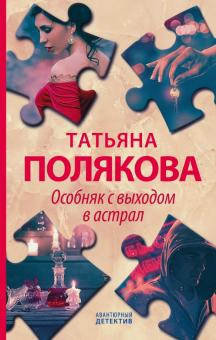 ТАТЬЯНА
ПОЛЯКОВА
Особняк с выходом
в астрал
АВАНТЮРНЫЙ
ДЕТЕКТИВ